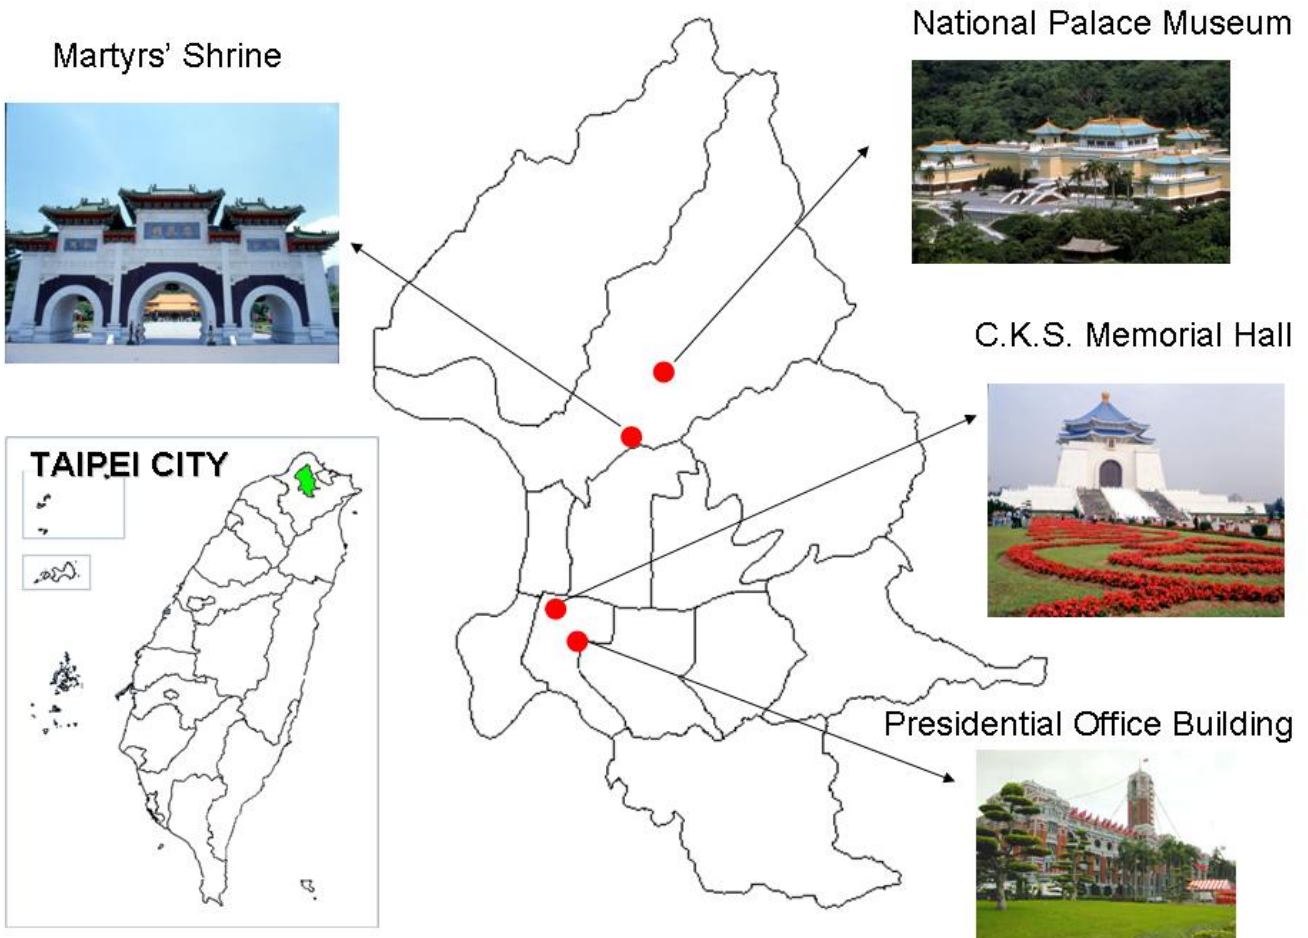 Martyrs' Shrine
National Palace Museum
C.K.S. Memorial Hall
TAIPEI CITY
Presidential Office Building